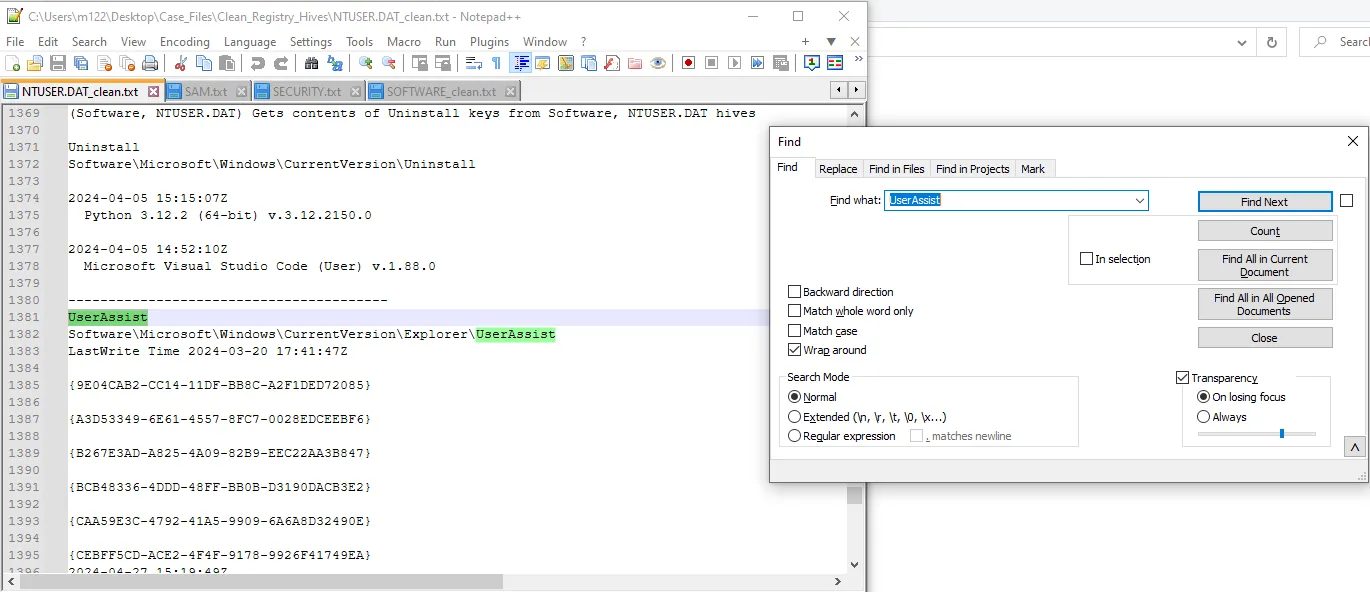 C:\Users\m122\Desktop\Case_Files\Clean_Registry_Hives\NTUSER.DAT_clean.txt - Notepad++
File Edit Search View Encoding Language Settings Tools Macro Run Plugins Window ?
NTUSER.DAT_clean.txt SAM.txt SECURITY.txt SOFTWARE_clean.txt
1369 (Software, NTUSER.DAT) Gets contents of Uninstall keys from Software, NTUSER.DAT hives
1370
1371 Uninstall
1372 Software\Microsoft\Windows\CurrentVersion\Uninstall
1373
1374 2024-04-05 15:15:07Z
1375 Python 3.12.2 (64-bit) v.3.12.2150.0
1376
1377 2024-04-05 14:52:10Z
1378 Microsoft Visual Studio Code (User) v.1.88.0
1379
1380 ----------------------------------------
1381 UserAssist
1382 Software\Microsoft\Windows\CurrentVersion\Explorer\UserAssist
1383 LastWrite Time 2024-03-20 17:41:47Z
1384
1385 {9E04CAB2-CC14-11DF-BB8C-A2F1DED72085}
1386
1387 {A3D53349-6E61-4557-8FC7-0028EDCEEBF6}
1388
1389 {B267E3AD-A825-4A09-82B9-EEC22AA3B847}
1390
1391 {BCB48336-4DDD-48FF-BB0B-D3190DACB3E2}
1392
1393 {CAA59E3C-4792-41A5-9909-6A6A8D32490E}
1394
1395 {CEBFF5CD-ACE2-4F4F-9178-9926F41749EA}
1396 2024-04-27 15:19:49Z
Searc
Find
Find Replace Find in Files Find in Projects Mark
Find what: UserAssist
Find Next
Count
In selection
Find All in Current
Document
Find All in All Opened
Documents
Close
Backward direction
Match whole word only
Match case
Wrap around
Search Mode
Normal
Extended (\n, \r, \t, \0, \x...)
Regular expression . matches newline
Transparency
On losing focus
Always